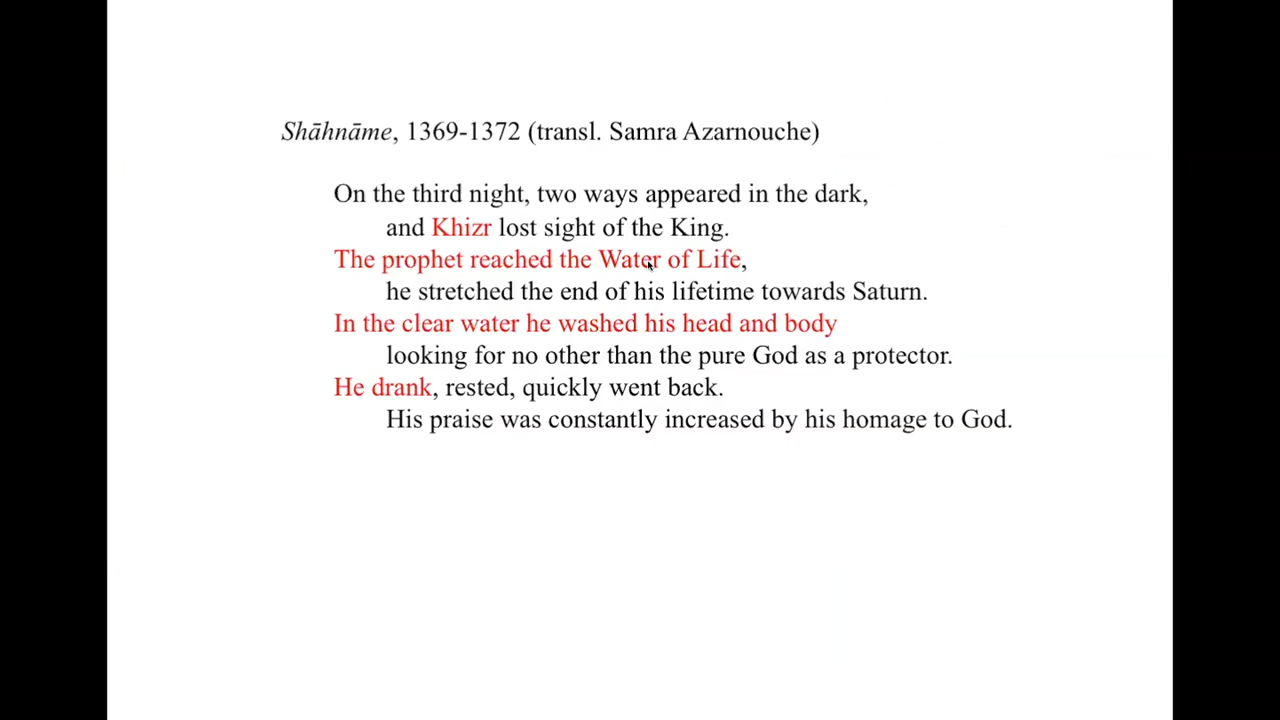 Shāhnāme, 1369-1372 (transl. Samra Azarnouche)
On the third night, two ways appeared in the dark,
and Khizr lost sight of the King.
The prophet reached the Water of Life,
he stretched the end of his lifetime towards Saturn.
In the clear water he washed his head and body
looking for no other than the pure God as a protector.
He drank, rested, quickly went back.
His praise was constantly increased by his homage to God.